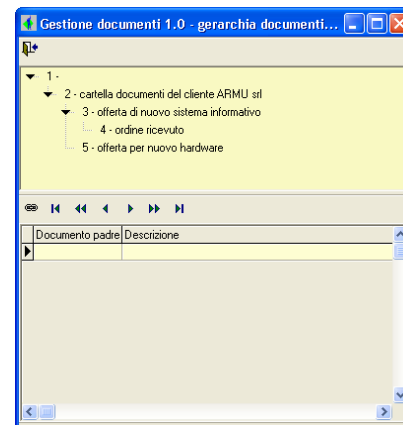 Gestione documenti 1.0 - gerarchia documenti...
1 -
2 - cartella documenti del cliente ARMU srl
3 - offerta di nuovo sistema informativo
4 - ordine ricevuto
5 - offerta per nuovo hardware
Documento padre Descrizione